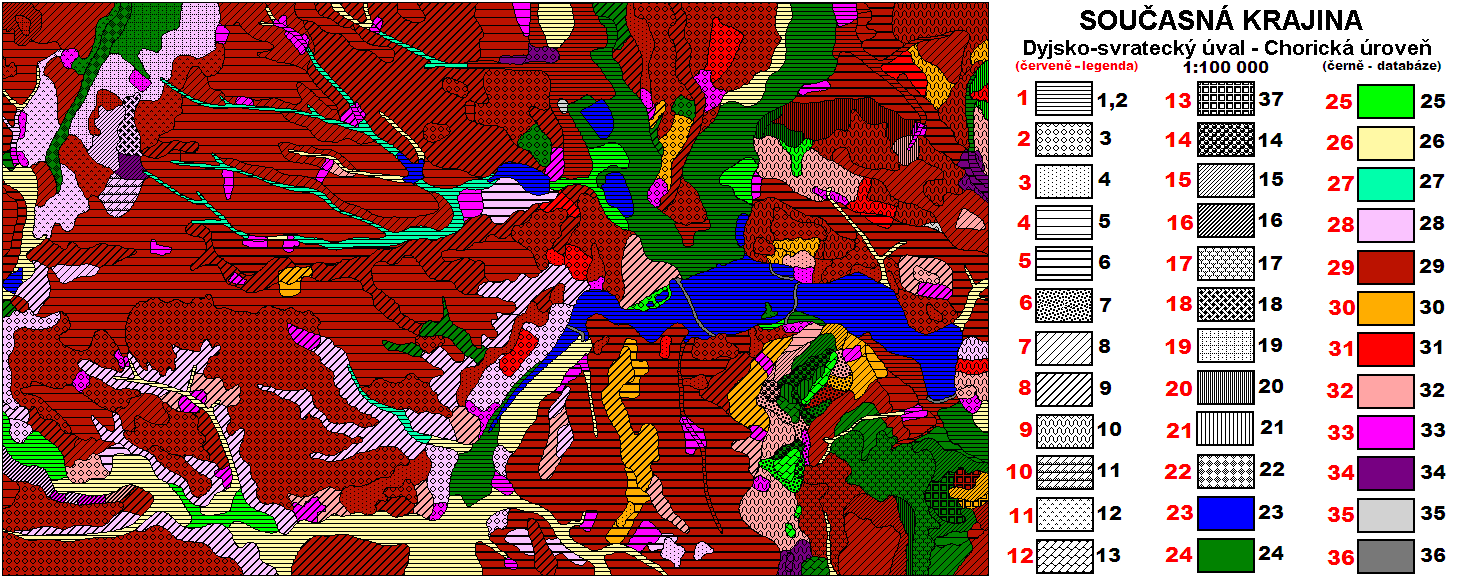 SOUČASNÁ KRAJINA
Dyjsko-svratecký úval - Chorická úroveň
(červeně - legenda) 1:100 000 (černě - databáze)
1 1,2 13 37 25 25
2 3 14 14 26 26
3 4 15 15 27 27
4 5 16 16 28 28
5 6 17 17 29 29
6 7 18 18 30 30
7 8 19 19 31 31
8 9 20 20 32 32
9 10 21 21 33 33
10 11 22 22 34 34
11 12 23 23 35 35
12 13 24 24 36 36